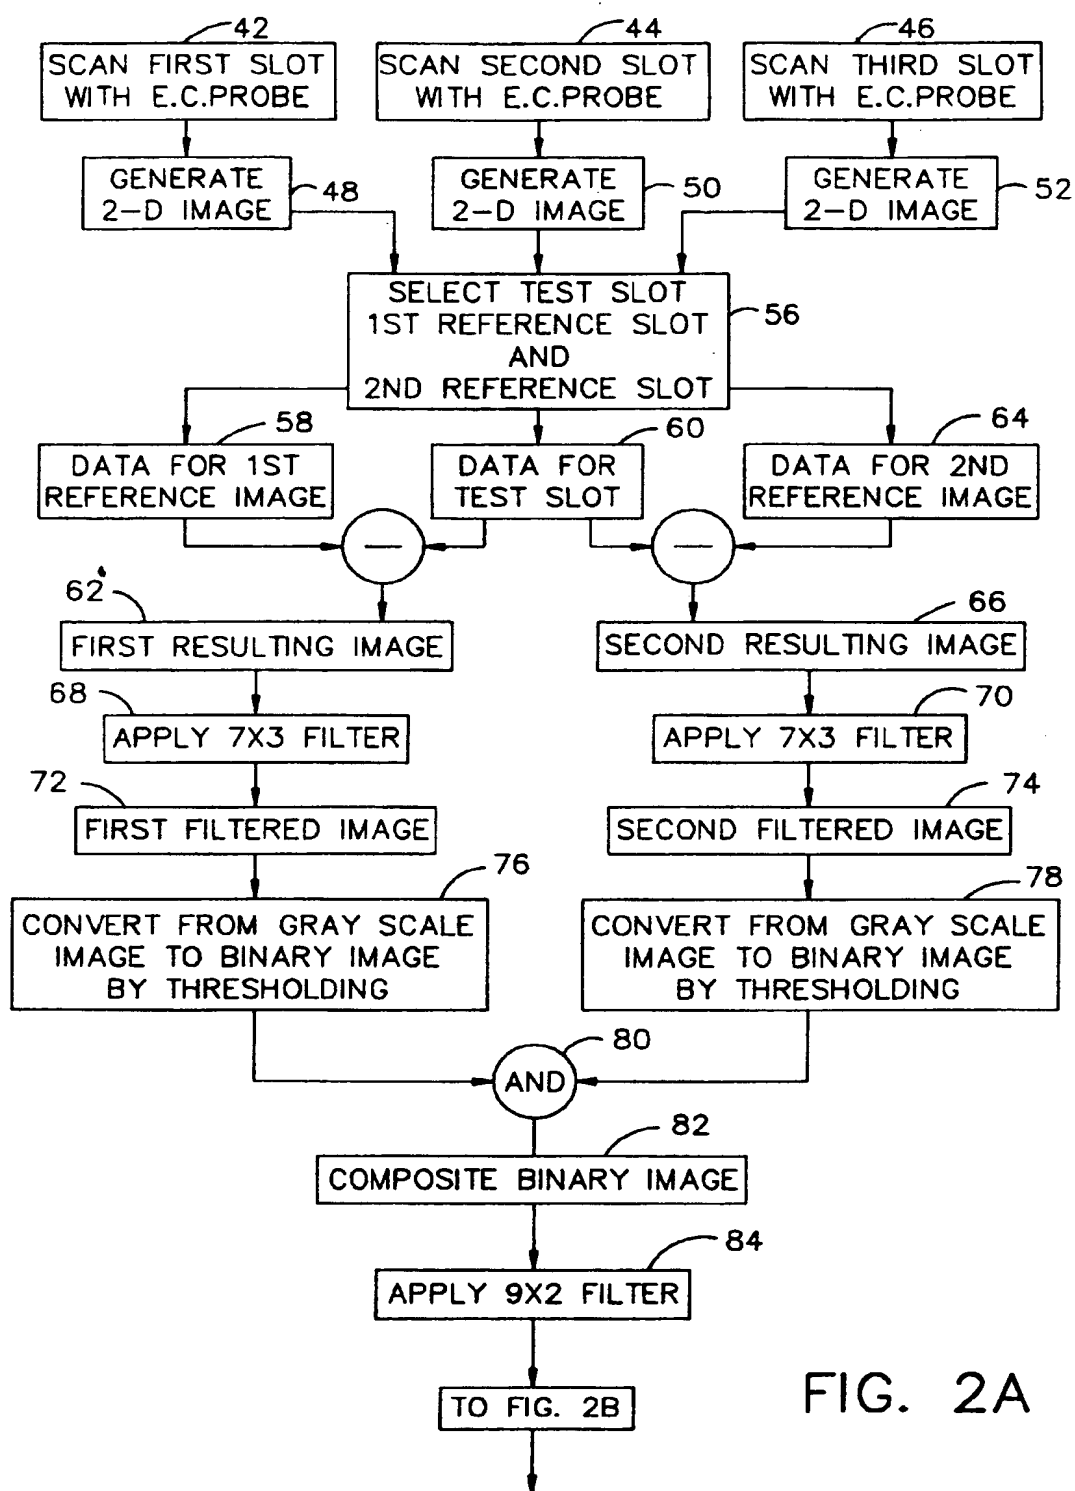 42
44
46
SCAN FIRST SLOT
WITH E.C.PROBE
SCAN SECOND SLOT
WITH E.C.PROBE
SCAN THIRD SLOT
WITH E.C.PROBE
GENERATE
2-D IMAGE
48
GENERATE
2-D IMAGE
50
GENERATE
2-D IMAGE
52
SELECT TEST SLOT
1ST REFERENCE SLOT
AND
2ND REFERENCE SLOT
56
58
60
64
DATA FOR 1ST
REFERENCE IMAGE
DATA FOR
TEST SLOT
DATA FOR 2ND
REFERENCE IMAGE
—
—
62
66
FIRST RESULTING IMAGE
SECOND RESULTING IMAGE
68
70
APPLY 7X3 FILTER
APPLY 7X3 FILTER
72
74
FIRST FILTERED IMAGE
SECOND FILTERED IMAGE
76
78
CONVERT FROM GRAY SCALE
IMAGE TO BINARY IMAGE
BY THRESHOLDING
CONVERT FROM GRAY SCALE
IMAGE TO BINARY IMAGE
BY THRESHOLDING
80
AND
82
COMPOSITE BINARY IMAGE
84
APPLY 9X2 FILTER
TO FIG. 2B
FIG. 2A